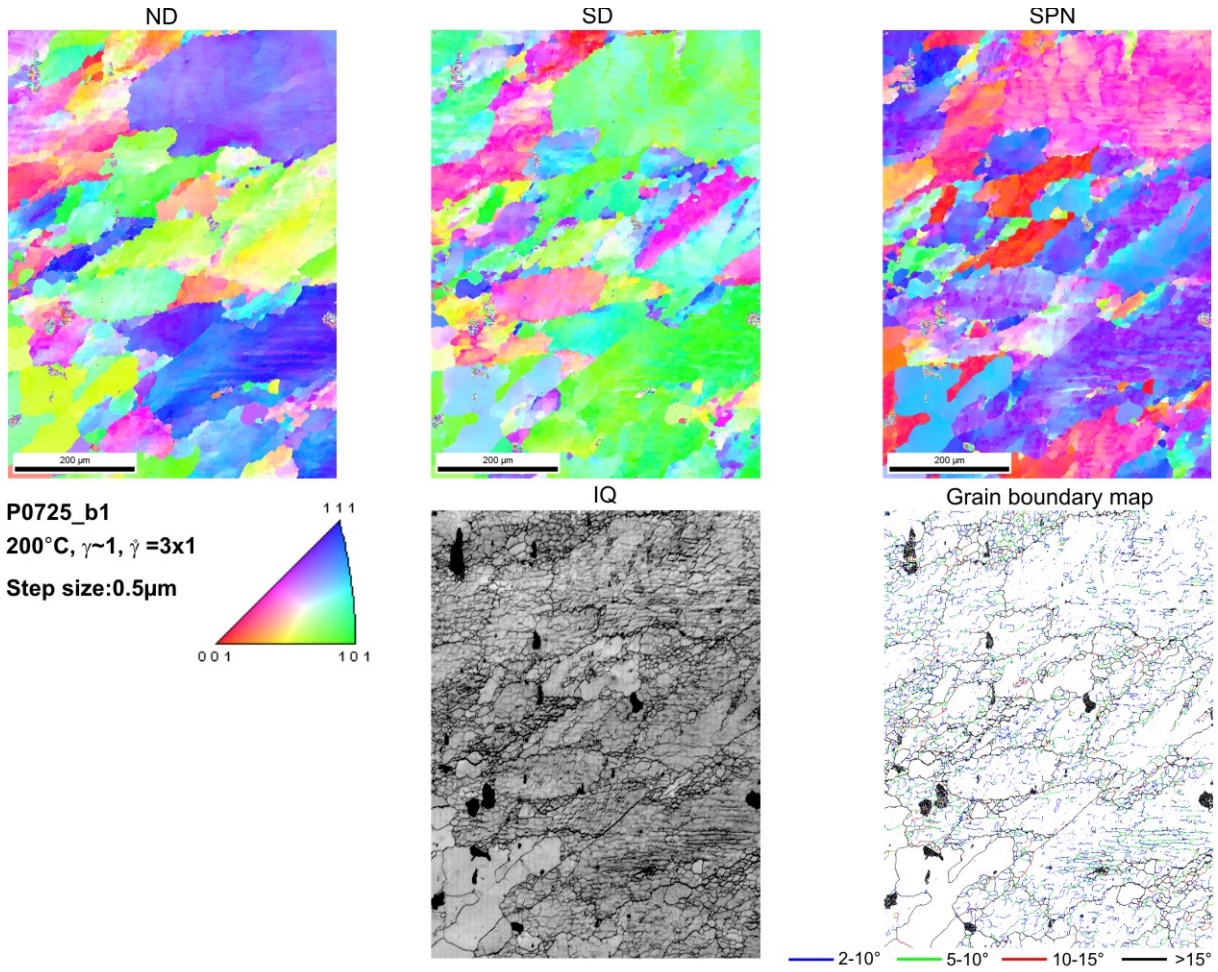 ND
SD
SPN
200 µm
200 µm
200 µm
P0725_b1
200°C, γ~1, γ̇ =3x1
Step size:0.5µm
1 1 1
0 0 1
1 0 1
IQ
Grain boundary map
2-10°
5-10°
10-15°
>15°